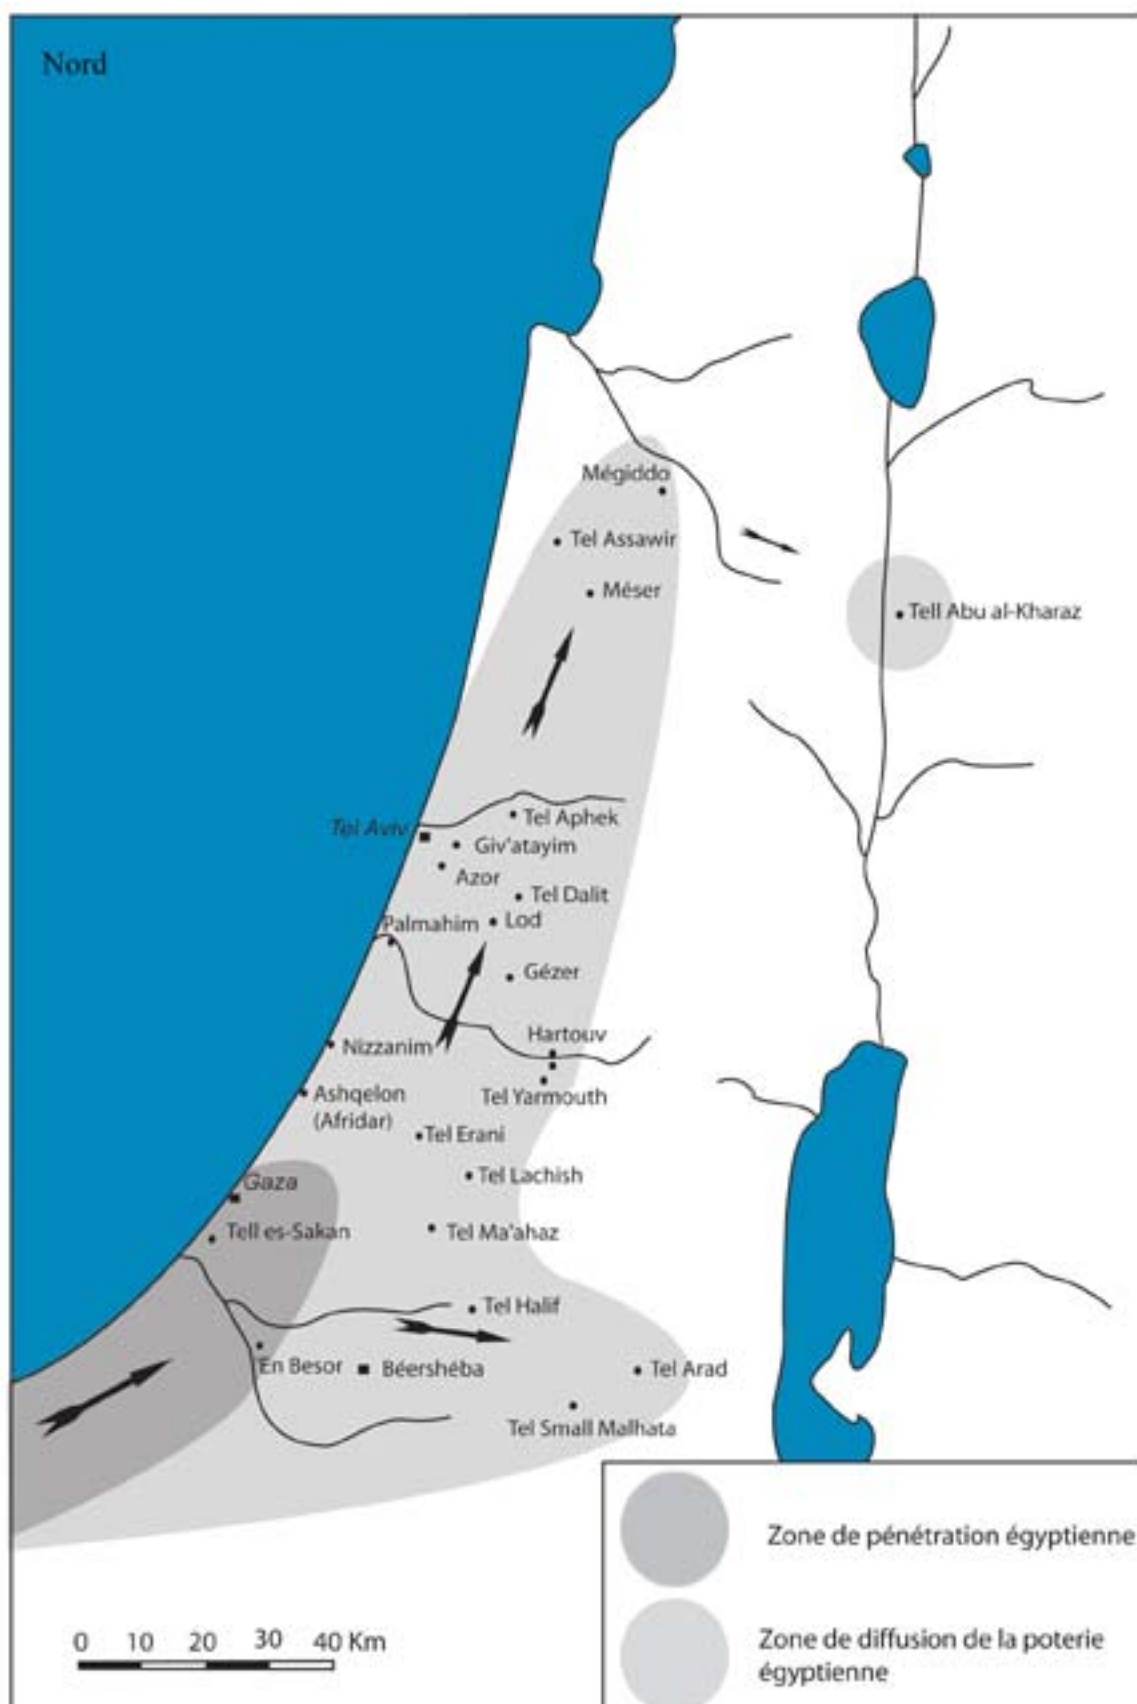 Nord
Mégiddo
Tel Assawir
Méser
Tell Abu al-Kharaz
Tel Aviv
Tel Aphek
Giv'atayim
Azor
Tel Dalit
Palmahim
Lod
Gézer
Hartouv
Nizzanim
Tel Yarmouth
Ashqelon
(Afridar)
Tel Erani
Tel Lachish
Gaza
Tell es-Sakan
Tel Ma'ahaz
Tel Halif
En Besor
Béershéba
Tel Arad
Tel Small Malhata
Zone de pénétration égyptienne
Zone de diffusion de la poterie
égyptienne
0 10 20 30 40 Km